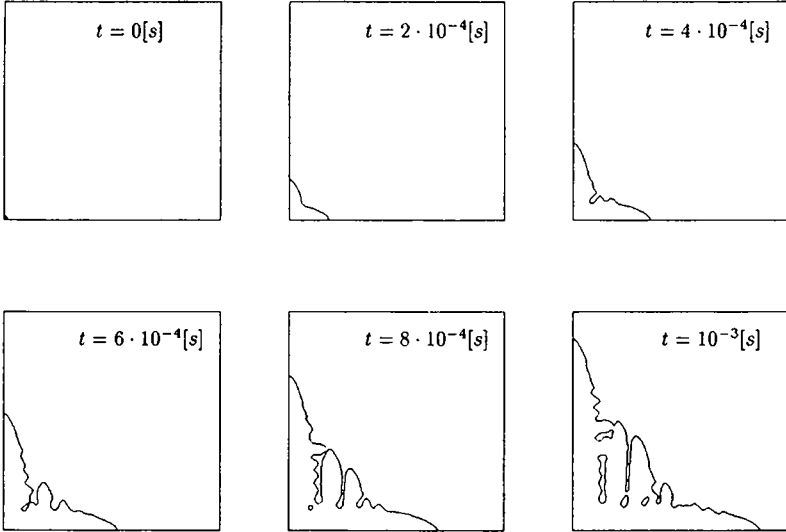 t = 0[s]
t = 2 · 10⁻⁴[s]
t = 4 · 10⁻⁴[s]
t = 6 · 10⁻⁴[s]
t = 8 · 10⁻⁴[s]
t = 10⁻³[s]